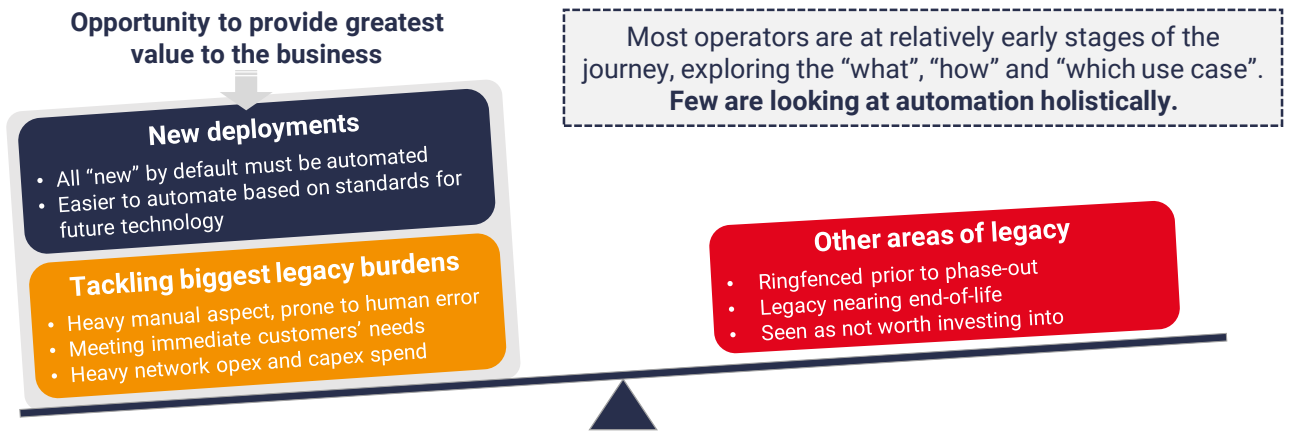 Opportunity to provide greatest
value to the business
Most operators are at relatively early stages of the
journey, exploring the “what”, “how” and “which use case”.
Few are looking at automation holistically.
New deployments
• All “new” by default must be automated
• Easier to automate based on standards for
future technology
Tackling biggest legacy burdens
• Heavy manual aspect, prone to human error
• Meeting immediate customers’ needs
• Heavy network opex and capex spend
Other areas of legacy
• Ringfenced prior to phase-out
• Legacy nearing end-of-life
• Seen as not worth investing into